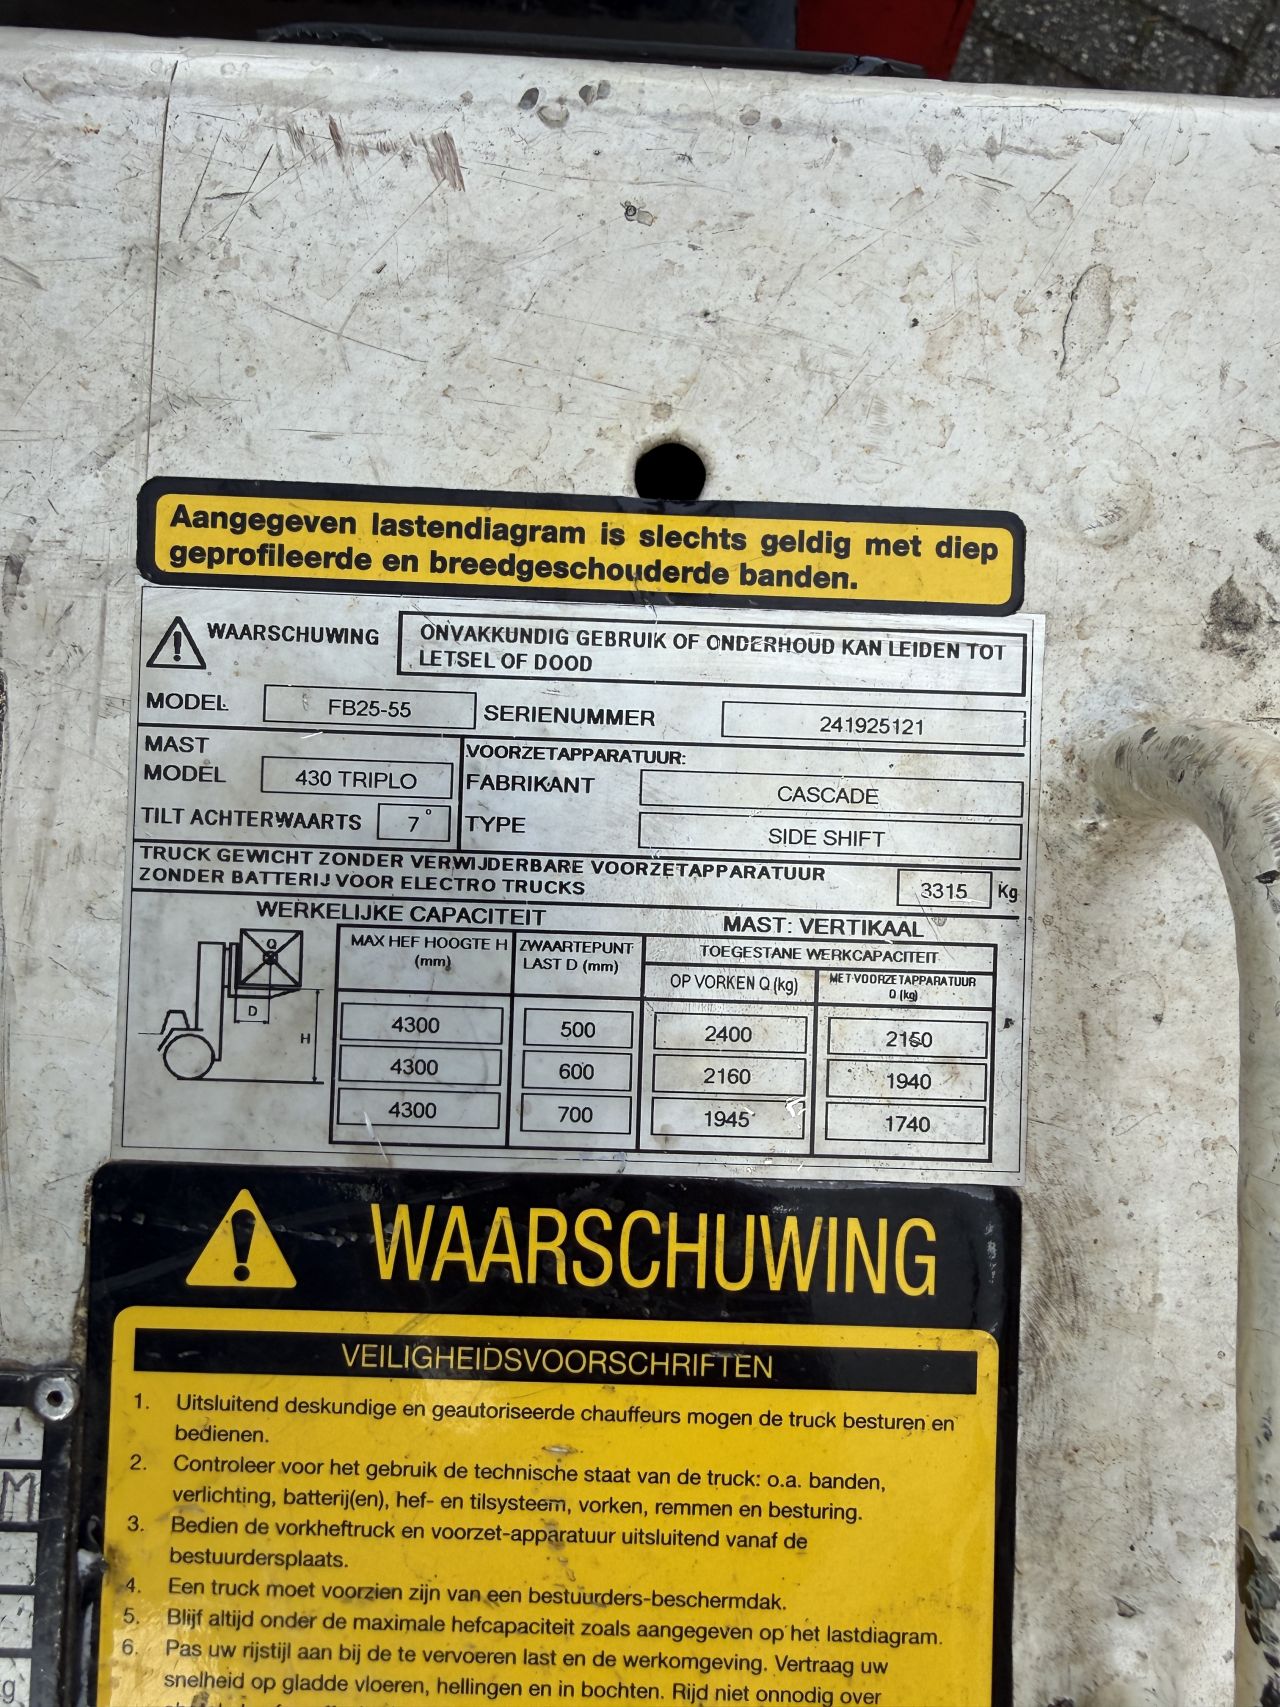 Aangegeven lastendiagram is slechts geldig met diep
geprofileerde en breedgeschouderde banden.
WAARSCHUWING
ONVAKKUNDIG GEBRUIK OF ONDERHOUD KAN LEIDEN TOT
LETSEL OF DOOD
MODEL FB25-55 SERIENUMMER 241925121
MAST
MODEL 430 TRIPLO
TILT ACHTERWAARTS 7°
VOORZETAPPARATUUR:
FABRIKANT CASCADE
TYPE SIDE SHIFT
TRUCK GEWICHT ZONDER VERWIJDERBARE VOORZETAPPARATUUR
ZONDER BATTERIJ VOOR ELECTRO TRUCKS 3315 Kg
WERKELIJKE CAPACITEIT MAST: VERTIKAAL
Q
D
H
MAX HEF HOOGTE H
(mm)
ZWAARTEPUNT
LAST D (mm)
TOEGESTANE WERKCAPACITEIT
OP VORKEN Q (kg)
MET VOORZETAPPARATUUR
Q (kg)
4300 500 2400 2150
4300 600 2160 1940
4300 700 1945 1740
WAARSCHUWING
VEILIGHEIDSVOORSCHRIFTEN
1. Uitsluitend deskundige en geautoriseerde chauffeurs mogen de truck besturen en
bedienen.
2. Controleer voor het gebruik de technische staat van de truck: o.a. banden,
verlichting, batterij(en), hef- en tilsysteem, vorken, remmen en besturing.
3. Bedien de vorkheftruck en voorzet-apparatuur uitsluitend vanaf de
bestuurdersplaats.
4. Een truck moet voorzien zijn van een bestuurders-beschermdak.
5. Blijf altijd onder de maximale hefcapaciteit zoals aangegeven op het lastdiagram.
6. Pas uw rijstijl aan bij de te vervoeren last en de werkomgeving. Vertraag uw
snelheid op gladde vloeren, hellingen en in bochten. Rijd niet onnodig over
M
g